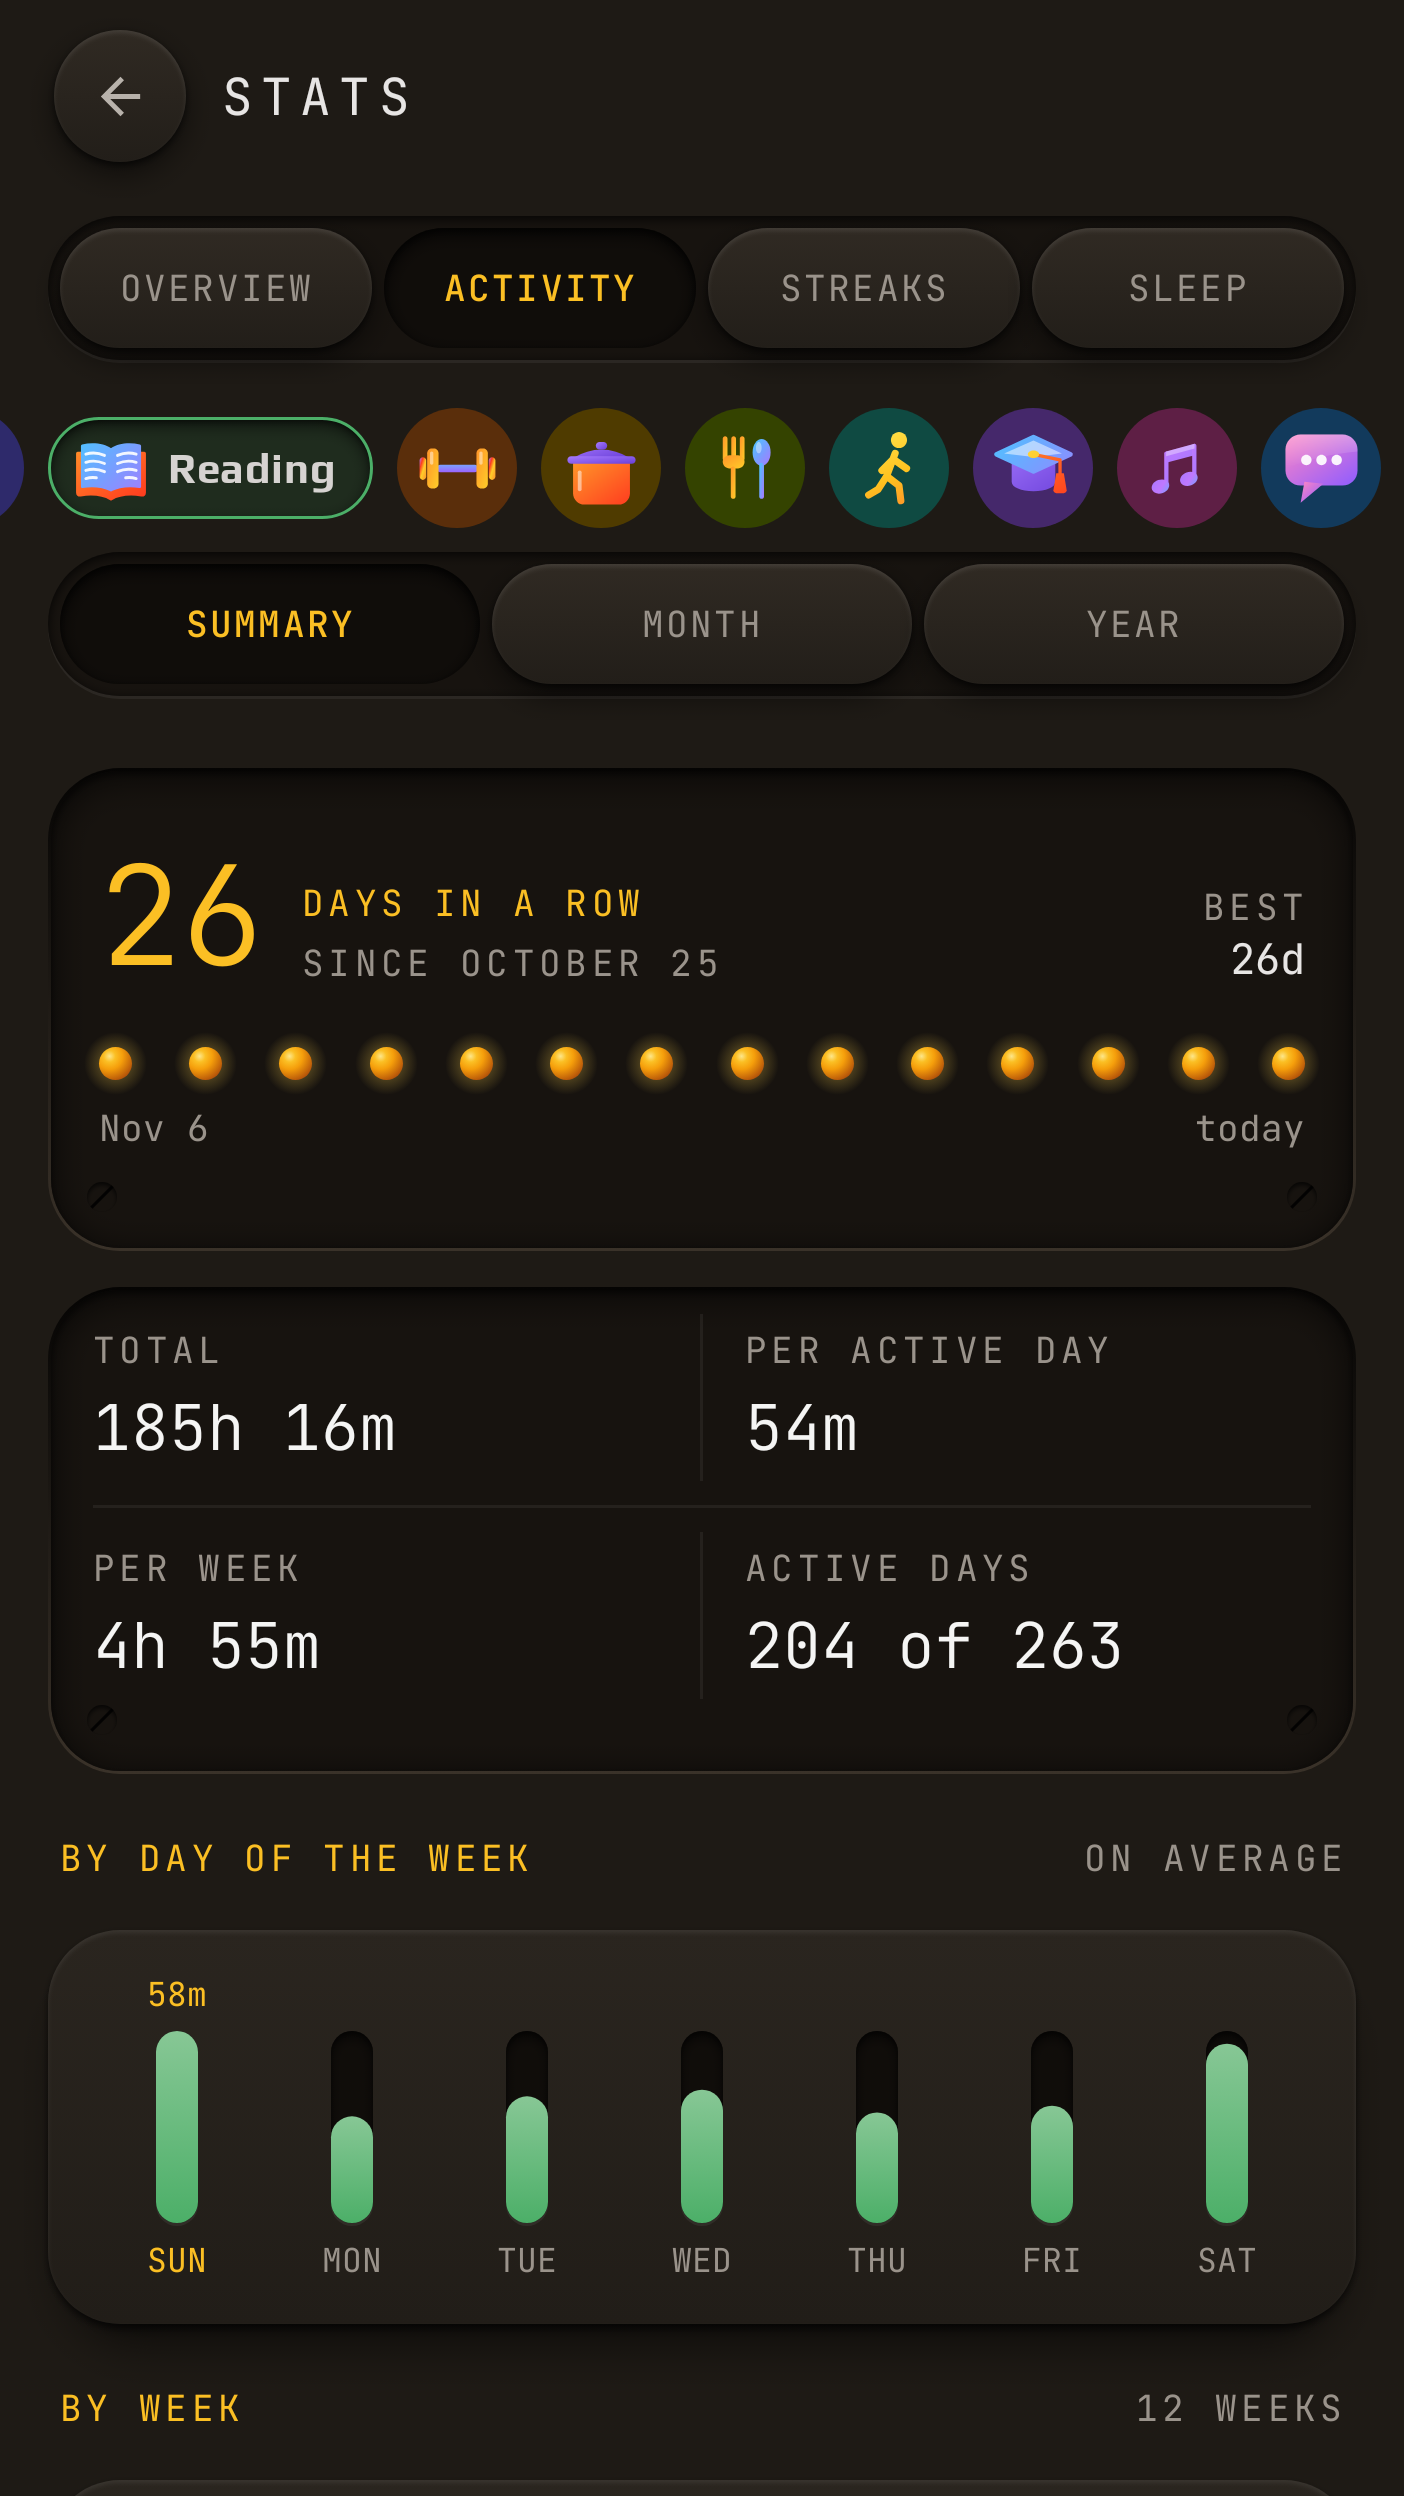 STATS
OVERVIEW ACTIVITY STREAKS SLEEP
Reading
SUMMARY MONTH YEAR
26 DAYS IN A ROW
SINCE OCTOBER 25
BEST
26d
Nov 6 today
TOTAL PER ACTIVE DAY
185h 16m 54m
PER WEEK ACTIVE DAYS
4h 55m 204 of 263
BY DAY OF THE WEEK ON AVERAGE
58m
SUN MON TUE WED THU FRI SAT
BY WEEK 12 WEEKS